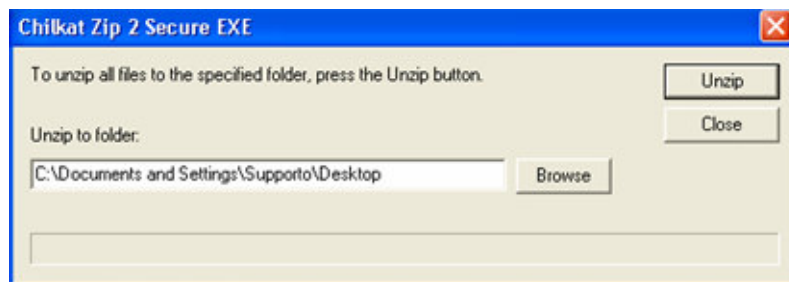 Chilkat Zip 2 Secure EXE
To unzip all files to the specified folder, press the Unzip button.
Unzip
Close
Unzip to folder:
C:\Documents and Settings\Supporto\Desktop
Browse